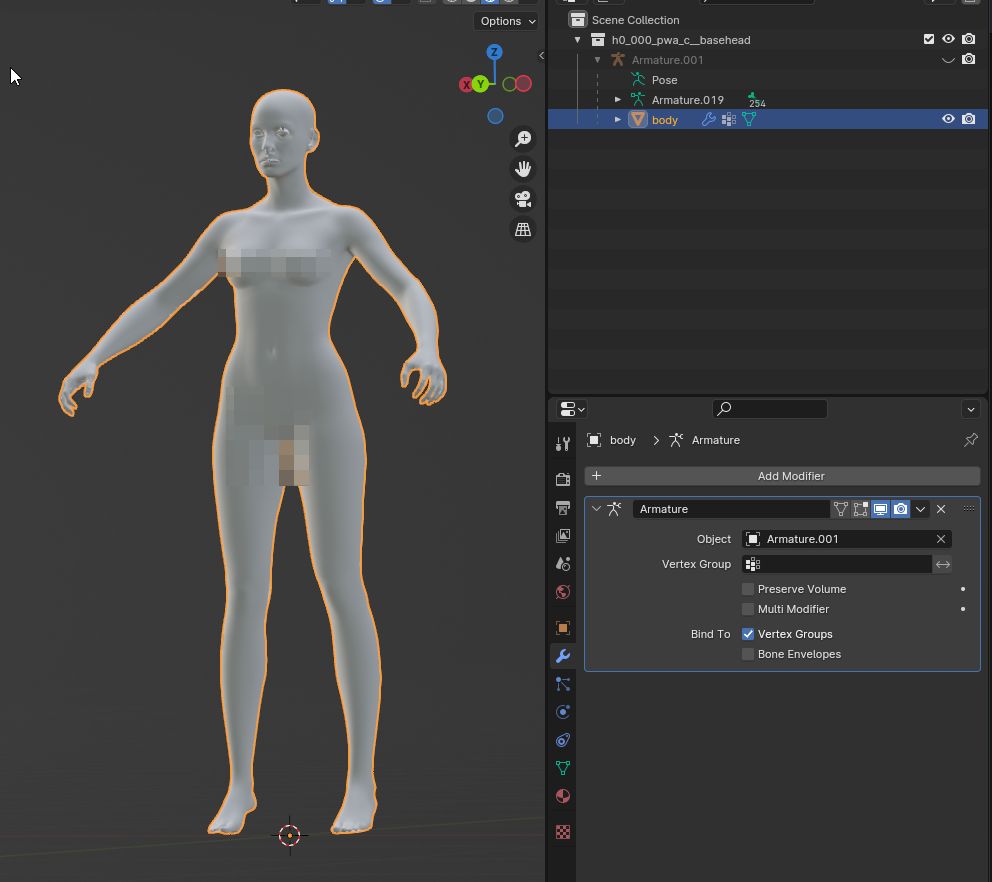 Options
Z
X
Y
Scene Collection
h0_000_pwa_c__basehead
Armature.001
Pose
Armature.019
254
body
body > Armature
+ Add Modifier
Armature
Object Armature.001
Vertex Group
Preserve Volume
Multi Modifier
Bind To Vertex Groups
Bone Envelopes